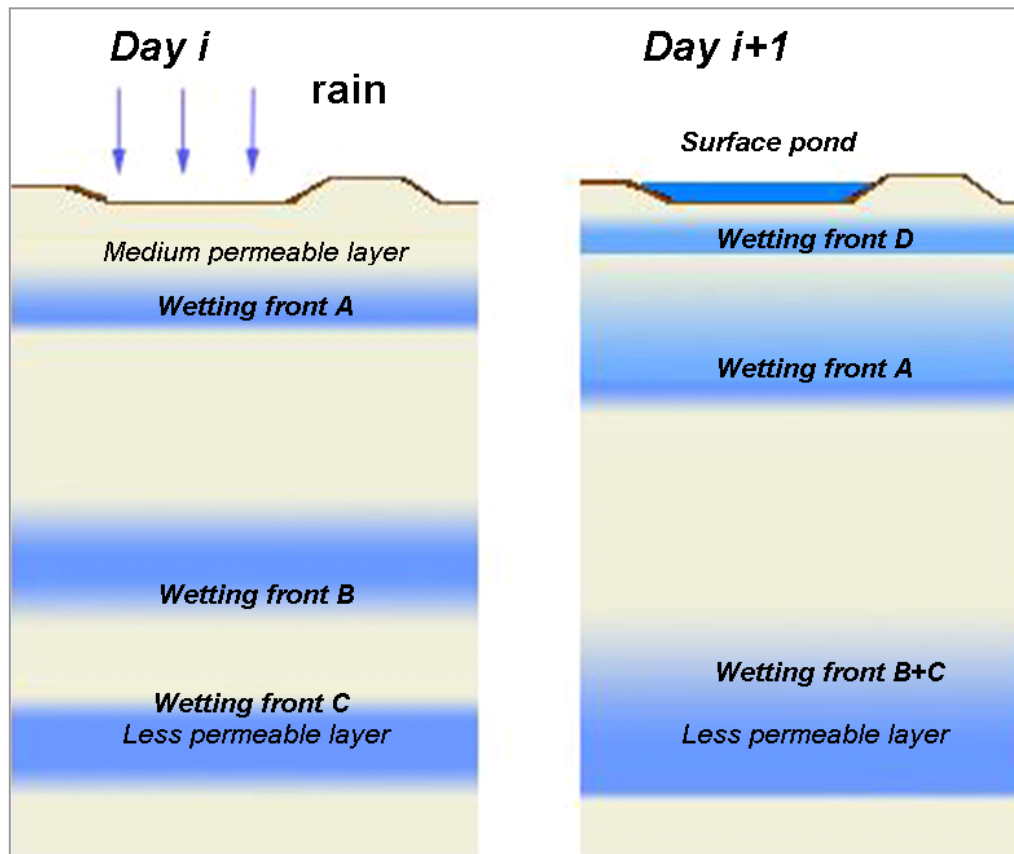 Day i
rain
Medium permeable layer
Wetting front A
Wetting front B
Wetting front C
Less permeable layer
Day i+1
Surface pond
Wetting front D
Wetting front A
Wetting front B+C
Less permeable layer